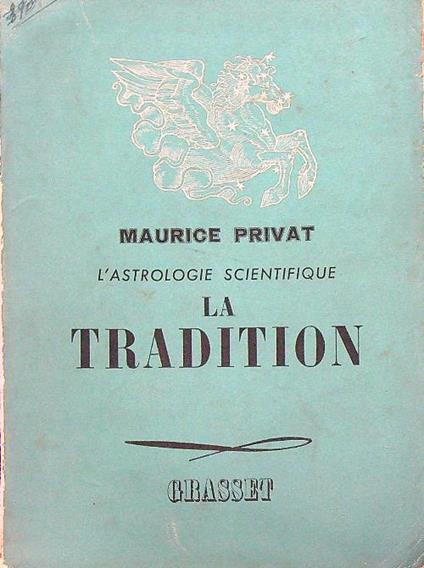 MAURICE PRIVAT
L'ASTROLOGIE SCIENTIFIQUE
LA
TRADITION
GRASSET